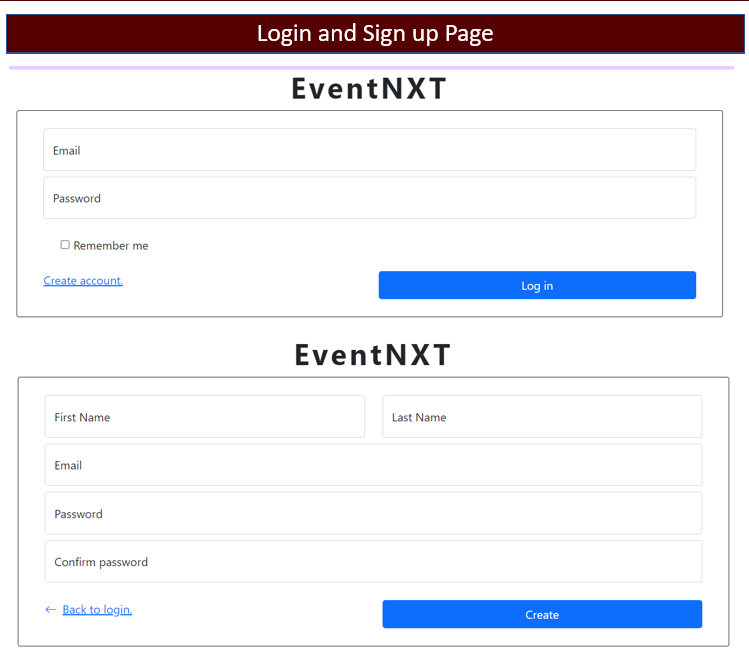 Login and Sign up Page
EventNXT
Email
Password
Remember me
Create account.
Log in
EventNXT
First Name
Last Name
Email
Password
Confirm password
← Back to login.
Create